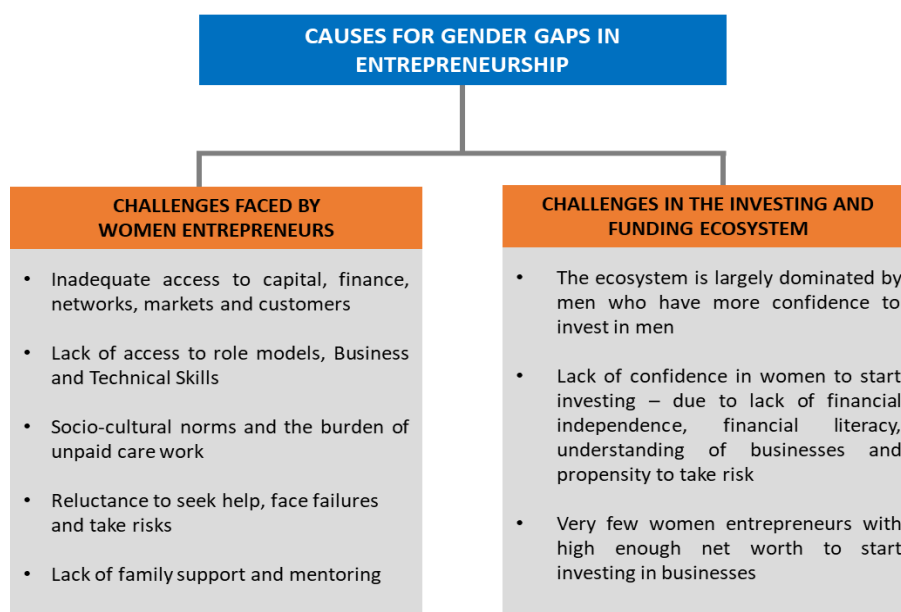 CAUSES FOR GENDER GAPS IN
ENTREPRENEURSHIP
CHALLENGES FACED BY
WOMEN ENTREPRENEURS
• Inadequate access to capital, finance,
networks, markets and customers
• Lack of access to role models, Business
and Technical Skills
• Socio-cultural norms and the burden of
unpaid care work
• Reluctance to seek help, face failures
and take risks
• Lack of family support and mentoring
CHALLENGES IN THE INVESTING AND
FUNDING ECOSYSTEM
• The ecosystem is largely dominated by
men who have more confidence to
invest in men
• Lack of confidence in women to start
investing – due to lack of financial
independence, financial literacy,
understanding of businesses and
propensity to take risk
• Very few women entrepreneurs with
high enough net worth to start
investing in businesses